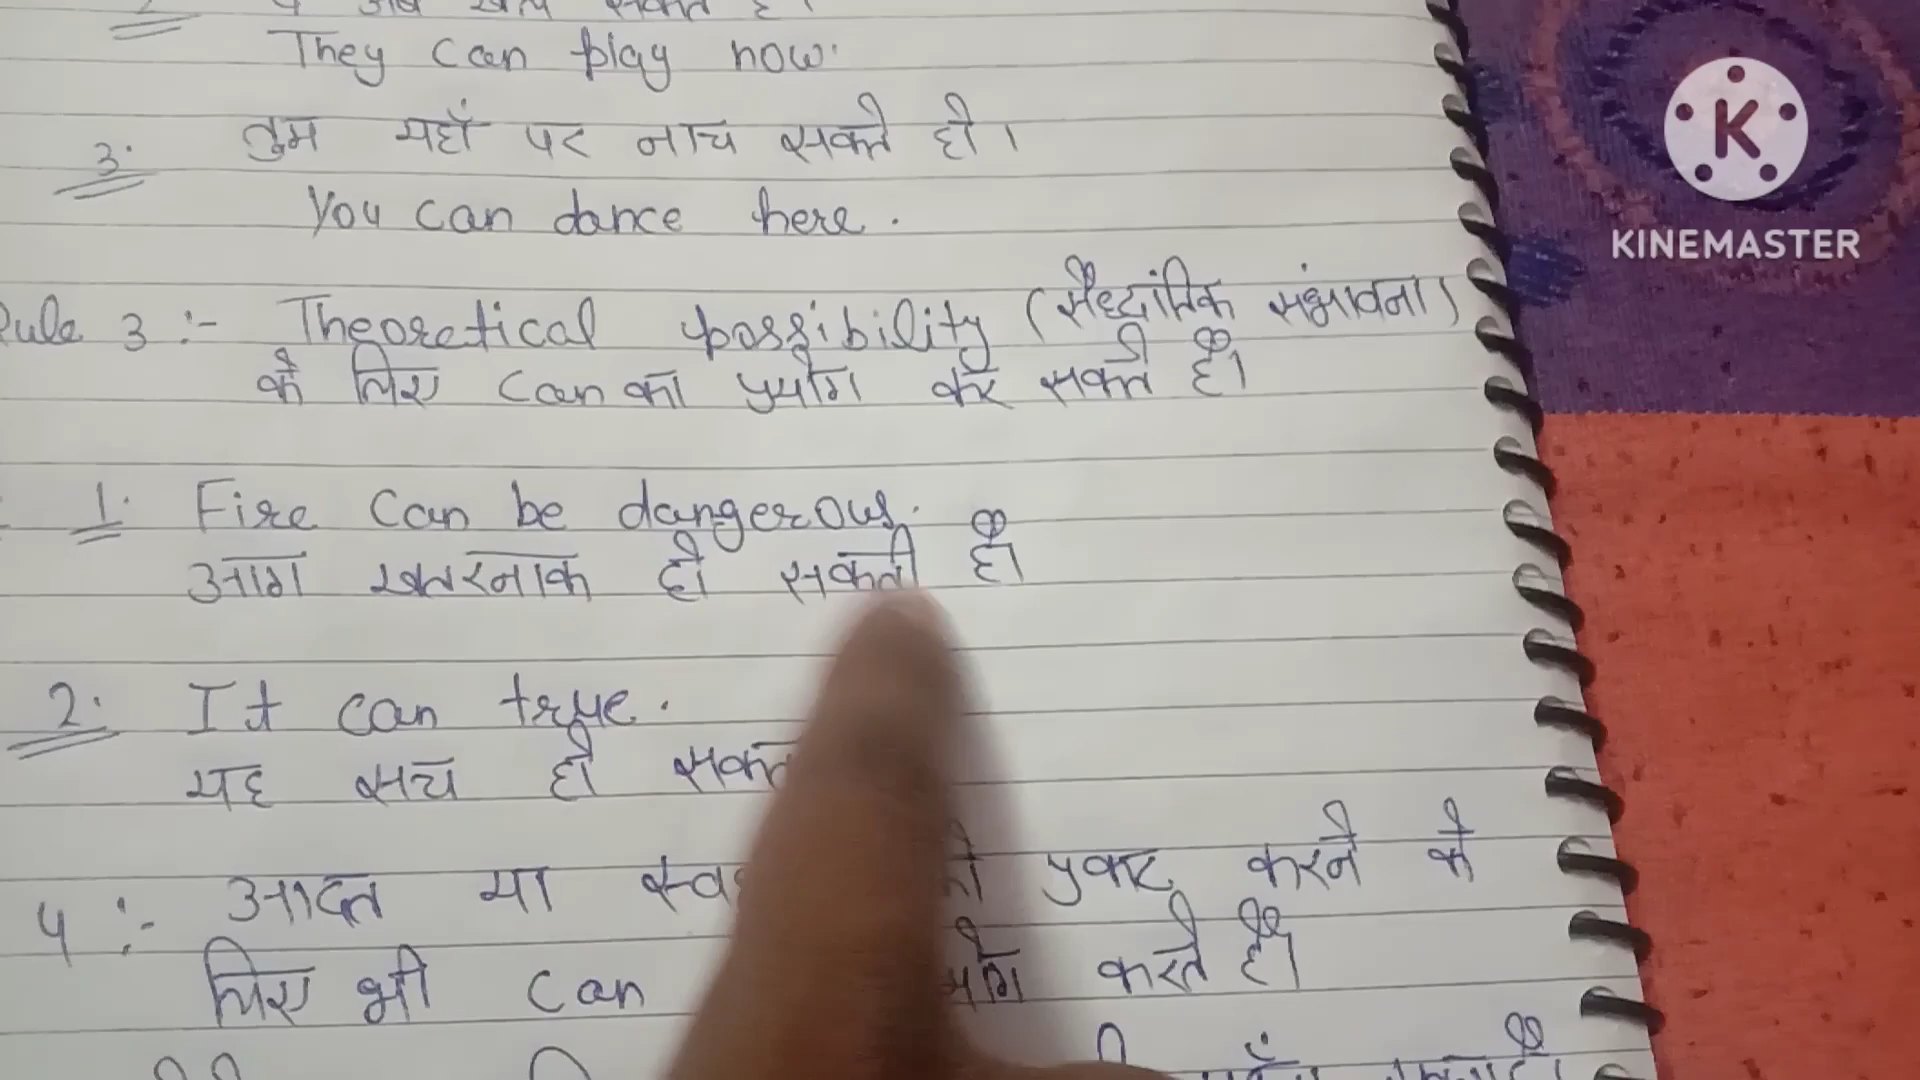 They can play now.
3. तुम यहाँ पर नाच सकते हो।
You can dance here.
Rule 3 :- Theoretical possibility (सैध्दांतिक संभावना)
के लिए can का प्रयोग कर सकते है।
1. Fire can be dangerous.
आग खतरनाक हो सकती है।
2. It can true.
यह सच हो
4 :- आदत या प्रकट करने के
लिए भी can करते है।
K
KINEMASTER